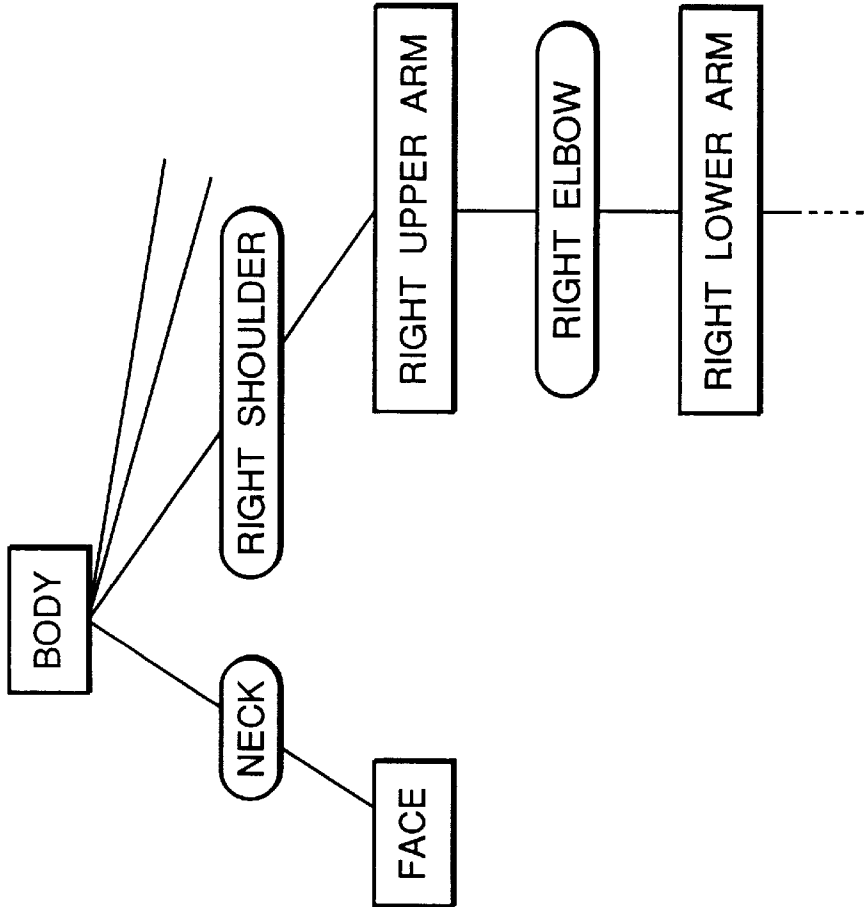 BODY
NECK
RIGHT SHOULDER
FACE
RIGHT UPPER ARM
RIGHT ELBOW
RIGHT LOWER ARM